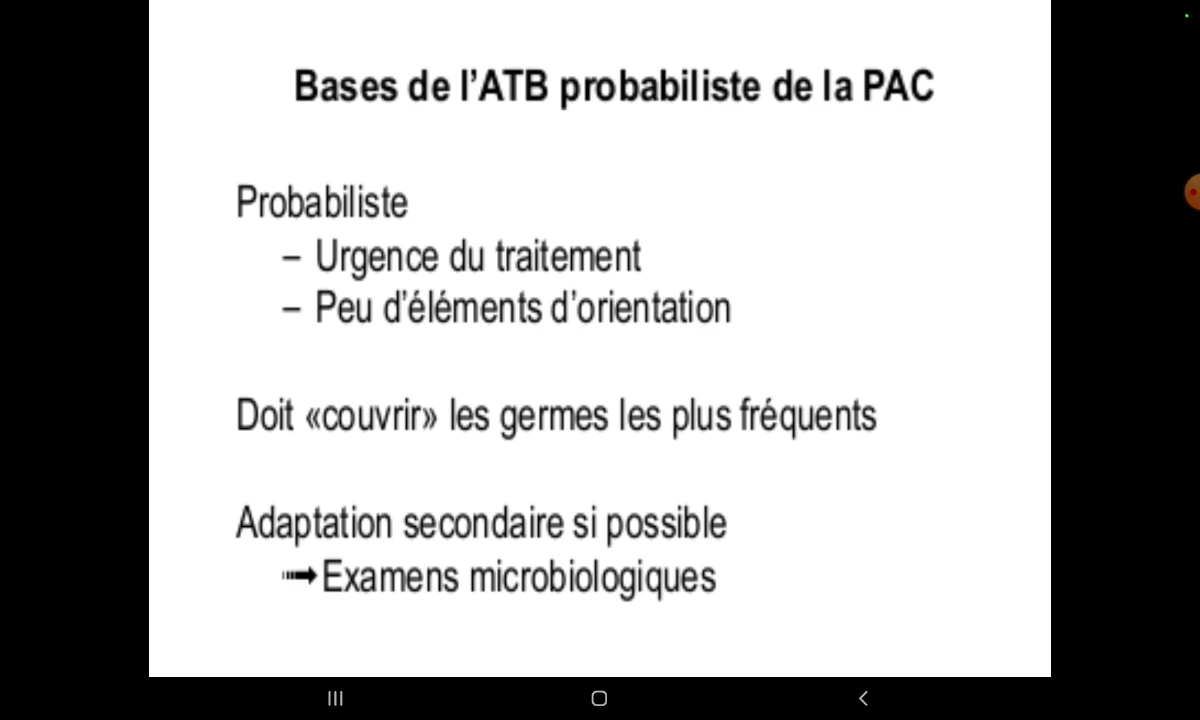 Bases de l’ATB probabiliste de la PAC
Probabiliste
– Urgence du traitement
– Peu d’éléments d’orientation
Doit «couvrir» les germes les plus fréquents
Adaptation secondaire si possible
➟Examens microbiologiques